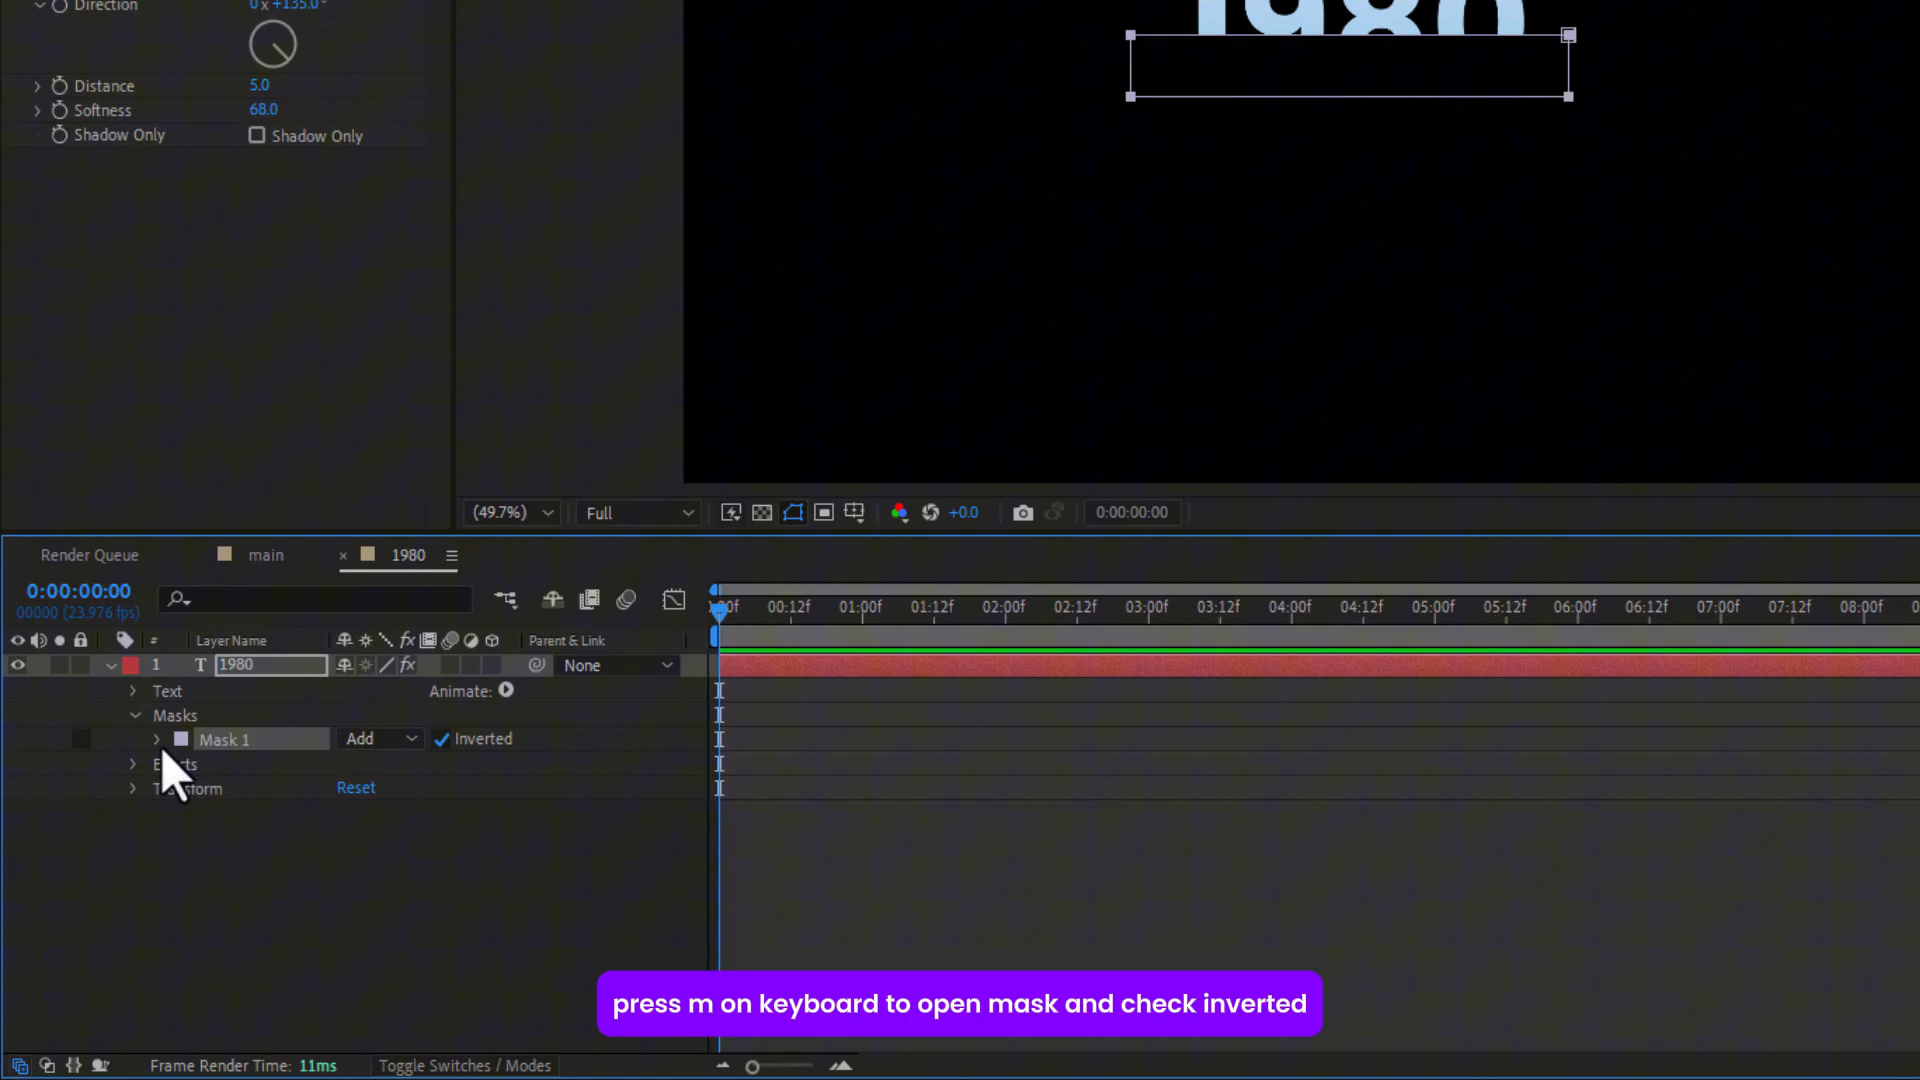 Direction
0 x +135.0°
Distance 5.0
Softness 68.0
Shadow Only Shadow Only
1980
(49.7%) Full +0.0 0:00:00:00
Render Queue main × 1980
0:00:00:00
00000 (23.976 fps)
:00f 00:12f 01:00f 01:12f 02:00f 02:12f 03:00f 03:12f 04:00f 04:12f 05:00f 05:12f 06:00f 06:12f 07:00f 07:12f 08:00f
# Layer Name fx Parent & Link
1 T 1980 fx None
Text Animate:
Masks
Mask 1 Add Inverted
Reset
press m on keyboard to open mask and check inverted
Frame Render Time: 11ms Toggle Switches / Modes